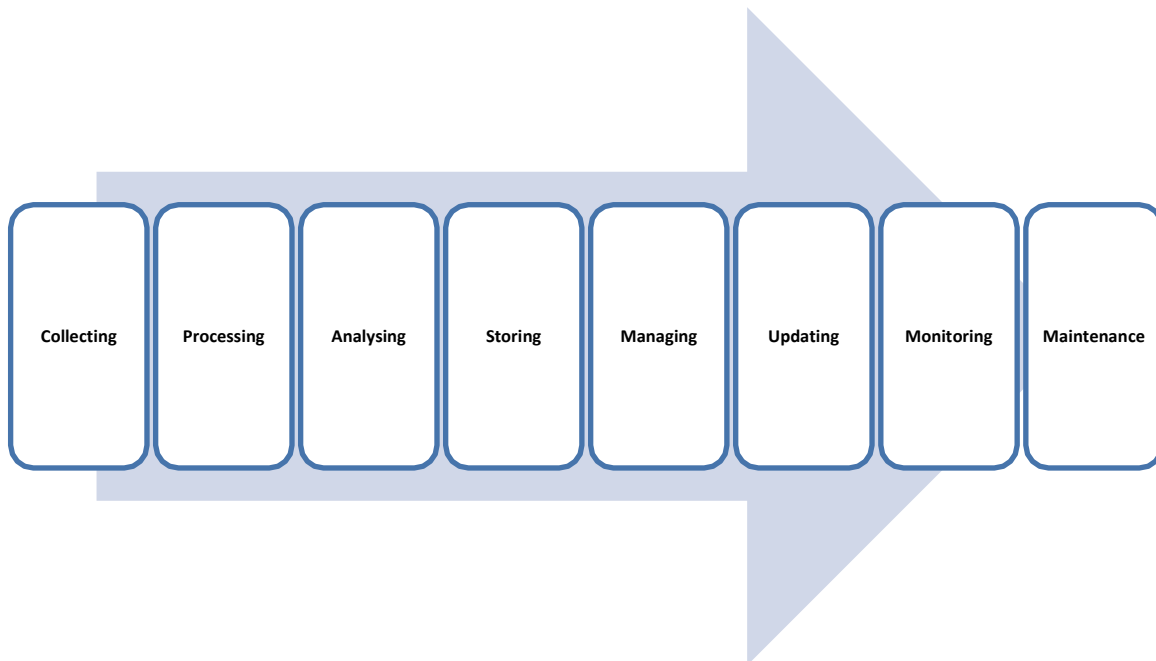 Collecting
Processing
Analysing
Storing
Managing
Updating
Monitoring
Maintenance